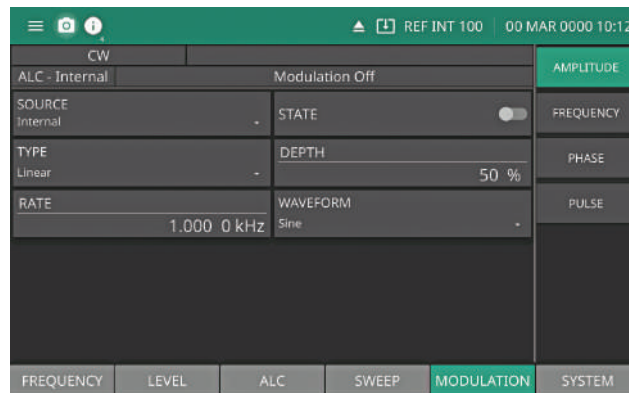 REF INT 100 00 MAR 0000 10:12
CW
ALC - Internal Modulation Off
AMPLITUDE
SOURCE
Internal
STATE
FREQUENCY
TYPE
Linear
DEPTH
50 %
PHASE
RATE
1.000 0 kHz
WAVEFORM
Sine
PULSE
FREQUENCY LEVEL ALC SWEEP MODULATION SYSTEM